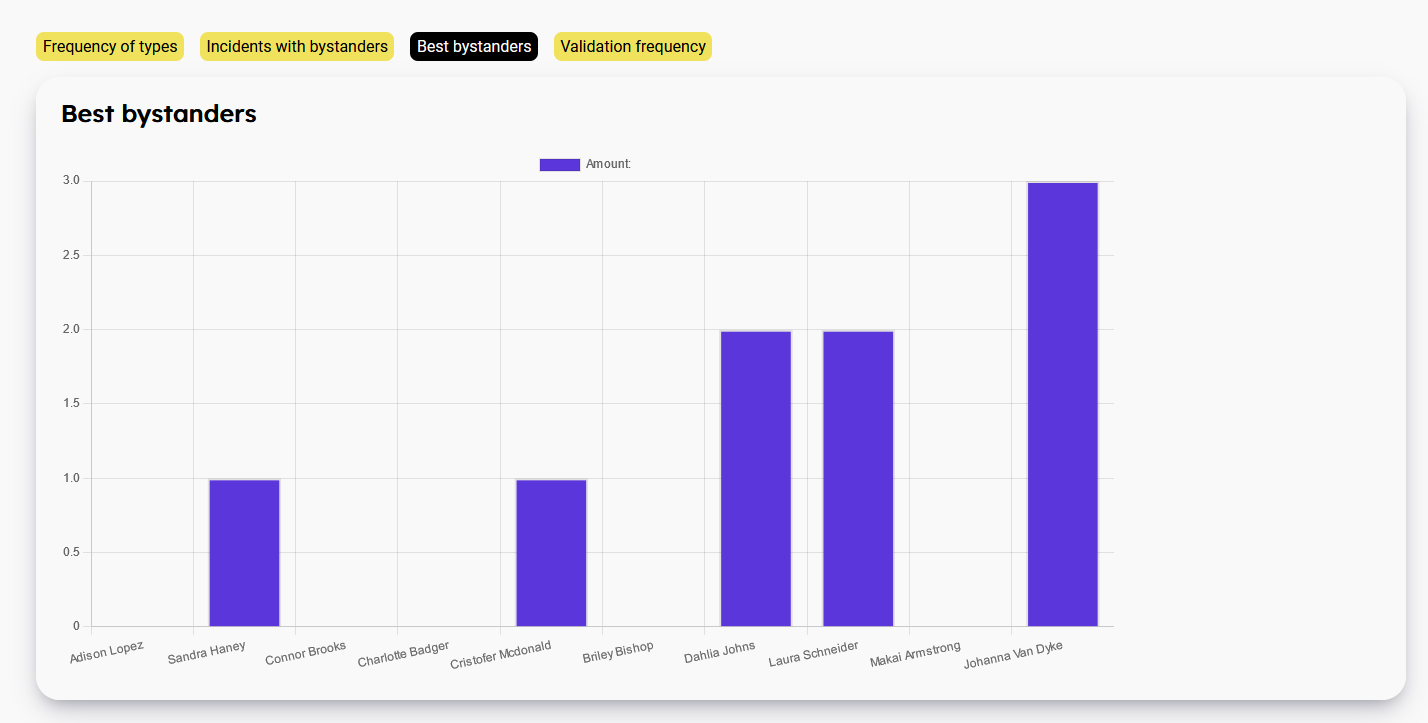 Frequency of types Incidents with bystanders Best bystanders Validation frequency
Best bystanders
Amount:
3.0
2.5
2.0
1.5
1.0
0.5
0
Adison Lopez Sandra Haney Connor Brooks Charlotte Badger Cristofer Mcdonald Briley Bishop Dahlia Johns Laura Schneider Makai Armstrong Johanna Van Dyke